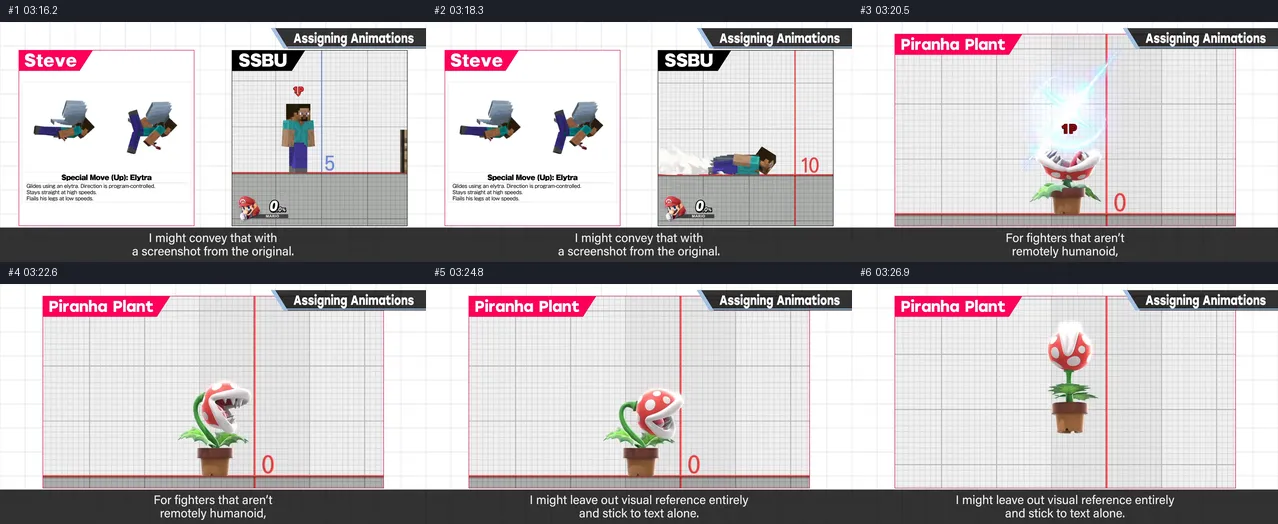 #1 03:16.2
Assigning Animations
Steve
SSBU
1P
5
Special Move (Up): Elytra
Glides using an elytra. Direction is program-controlled.
Stays straight at high speeds.
Flails his legs at low speeds.
0%
MARIO
I might convey that with
a screenshot from the original.
#2 03:18.3
Assigning Animations
Steve
SSBU
10
Special Move (Up): Elytra
Glides using an elytra. Direction is program-controlled.
Stays straight at high speeds.
Flails his legs at low speeds.
0%
MARIO
I might convey that with
a screenshot from the original.
#3 03:20.5
Assigning Animations
Piranha Plant
1P
0
For fighters that aren't
remotely humanoid,
#4 03:22.6
Assigning Animations
Piranha Plant
0
For fighters that aren't
remotely humanoid,
#5 03:24.8
Assigning Animations
Piranha Plant
0
I might leave out visual reference entirely
and stick to text alone.
#6 03:26.9
Assigning Animations
Piranha Plant
I might leave out visual reference entirely
and stick to text alone.